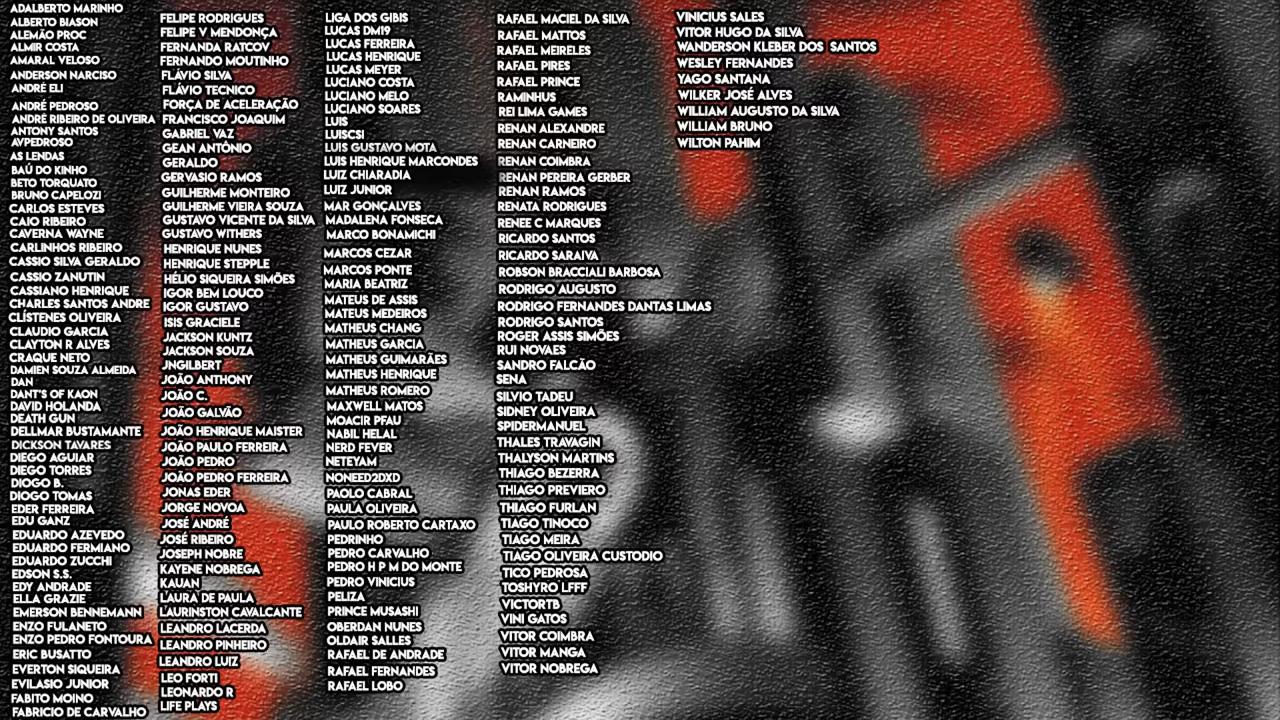 ADALBERTO MARINHO
ALBERTO BIASON
ALEMÃO PROC
ALMIR COSTA
AMARAL VELOSO
ANDERSON NARCISO
ANDRÉ ELI
ANDRÉ PEDROSO
ANDRÉ RIBEIRO DE OLIVEIRA
ANTONY SANTOS
AVPEDROSO
AS LENDAS
BAÚ DO KINHO
BETO TORQUATO
BRUNO CAPELOZI
CARLOS ESTEVES
CAIO RIBEIRO
CAVERNA WAYNE
CARLINHOS RIBEIRO
CASSIO SILVA GERALDO
CASSIO ZANUTIN
CASSIANO HENRIQUE
CHARLES SANTOS ANDRE
CLÍSTENES OLIVEIRA
CLAUDIO GARCIA
CLAYTON R ALVES
CRAQUE NETO
DAMIEN SOUZA ALMEIDA
DAN
DANT'S OF KAON
DAVID HOLANDA
DEATH GUN
DELLMAR BUSTAMANTE
DICKSON TAVARES
DIEGO AGUIAR
DIEGO TORRES
DIOGO B.
DIOGO TOMAS
EDER FERREIRA
EDU GANZ
EDUARDO AZEVEDO
EDUARDO FERMIANO
EDUARDO ZUCCHI
EDSON S.S.
EDY ANDRADE
ELLA GRAZIE
EMERSON BENNEMANN
ENZO FULANETO
ENZO PEDRO FONTOURA
ERIC BUSATTO
EVERTON SIQUEIRA
EVILASIO JUNIOR
FABITO MOINO
FABRICIO DE CARVALHO
FELIPE RODRIGUES
FELIPE V MENDONÇA
FERNANDA RATCOV
FERNANDO MOUTINHO
FLÁVIO SILVA
FLÁVIO TECNICO
FORÇA DE ACELERAÇÃO
FRANCISCO JOAQUIM
GABRIEL VAZ
GEAN ANTÔNIO
GERALDO
GERVASIO RAMOS
GUILHERME MONTEIRO
GUILHERME VIEIRA SOUZA
GUSTAVO VICENTE DA SILVA
GUSTAVO WITHERS
HENRIQUE NUNES
HENRIQUE STEPPLE
HÉLIO SIQUEIRA SIMÕES
IGOR BEM LOUCO
IGOR GUSTAVO
ISIS GRACIELE
JACKSON KUNTZ
JACKSON SOUZA
JNGILBERT
JOÃO ANTHONY
JOÃO C.
JOÃO GALVÃO
JOÃO HENRIQUE MAISTER
JOÃO PAULO FERREIRA
JOÃO PEDRO
JOÃO PEDRO FERREIRA
JONAS EDER
JORGE NOVOA
JOSÉ ANDRÉ
JOSÉ RIBEIRO
JOSEPH NOBRE
KAYENE NOBREGA
KAUAN
LAURA DE PAULA
LAURINSTON CAVALCANTE
LEANDRO LACERDA
LEANDRO PINHEIRO
LEANDRO LUIZ
LEO FORTI
LEONARDO R
LIFE PLAYS
LIGA DOS GIBIS
LUCAS DM19
LUCAS FERREIRA
LUCAS HENRIQUE
LUCAS MEYER
LUCIANO COSTA
LUCIANO MELO
LUCIANO SOARES
LUIS
LUISCSI
LUIS GUSTAVO MOTA
LUIS HENRIQUE MARCONDES
LUIZ CHIARADIA
LUIZ JUNIOR
MAR GONÇALVES
MADALENA FONSECA
MARCO BONAMICHI
MARCOS CEZAR
MARCOS PONTE
MARIA BEATRIZ
MATEUS DE ASSIS
MATEUS MEDEIROS
MATHEUS CHANG
MATHEUS GARCIA
MATHEUS GUIMARÃES
MATHEUS HENRIQUE
MATHEUS ROMERO
MAXWELL MATOS
MOACIR PFAU
NABIL HELAL
NERD FEVER
NETEYAM
NONEED2DXD
PAOLO CABRAL
PAULA OLIVEIRA
PAULO ROBERTO CARTAXO
PEDRINHO
PEDRO CARVALHO
PEDRO H P M DO MONTE
PEDRO VINICIUS
PELIZA
PRINCE MUSASHI
OBERDAN NUNES
OLDAIR SALLES
RAFAEL DE ANDRADE
RAFAEL FERNANDES
RAFAEL LOBO
RAFAEL MACIEL DA SILVA
RAFAEL MATTOS
RAFAEL MEIRELES
RAFAEL PIRES
RAFAEL PRINCE
RAMINHUS
REI LIMA GAMES
RENAN ALEXANDRE
RENAN CARNEIRO
RENAN COIMBRA
RENAN PEREIRA GERBER
RENAN RAMOS
RENATA RODRIGUES
RENEE C MARQUES
RICARDO SANTOS
RICARDO SARAIVA
ROBSON BRACCIALI BARBOSA
RODRIGO AUGUSTO
RODRIGO FERNANDES DANTAS LIMAS
RODRIGO SANTOS
ROGER ASSIS SIMÕES
RUI NOVAES
SANDRO FALCÃO
SENA
SILVIO TADEU
SIDNEY OLIVEIRA
SPIDERMANUEL
THALES TRAVAGIN
THALYSON MARTINS
THIAGO BEZERRA
THIAGO PREVIERO
THIAGO FURLAN
TIAGO TINOCO
TIAGO MEIRA
TIAGO OLIVEIRA CUSTODIO
TICO PEDROSA
TOSHYRO LFFF
VICTORTB
VINI GATOS
VITOR COIMBRA
VITOR MANGA
VITOR NOBREGA
VINICIUS SALES
VITOR HUGO DA SILVA
WANDERSON KLEBER DOS SANTOS
WESLEY FERNANDES
YAGO SANTANA
WILKER JOSÉ ALVES
WILLIAM AUGUSTO DA SILVA
WILLIAM BRUNO
WILTON PAHIM